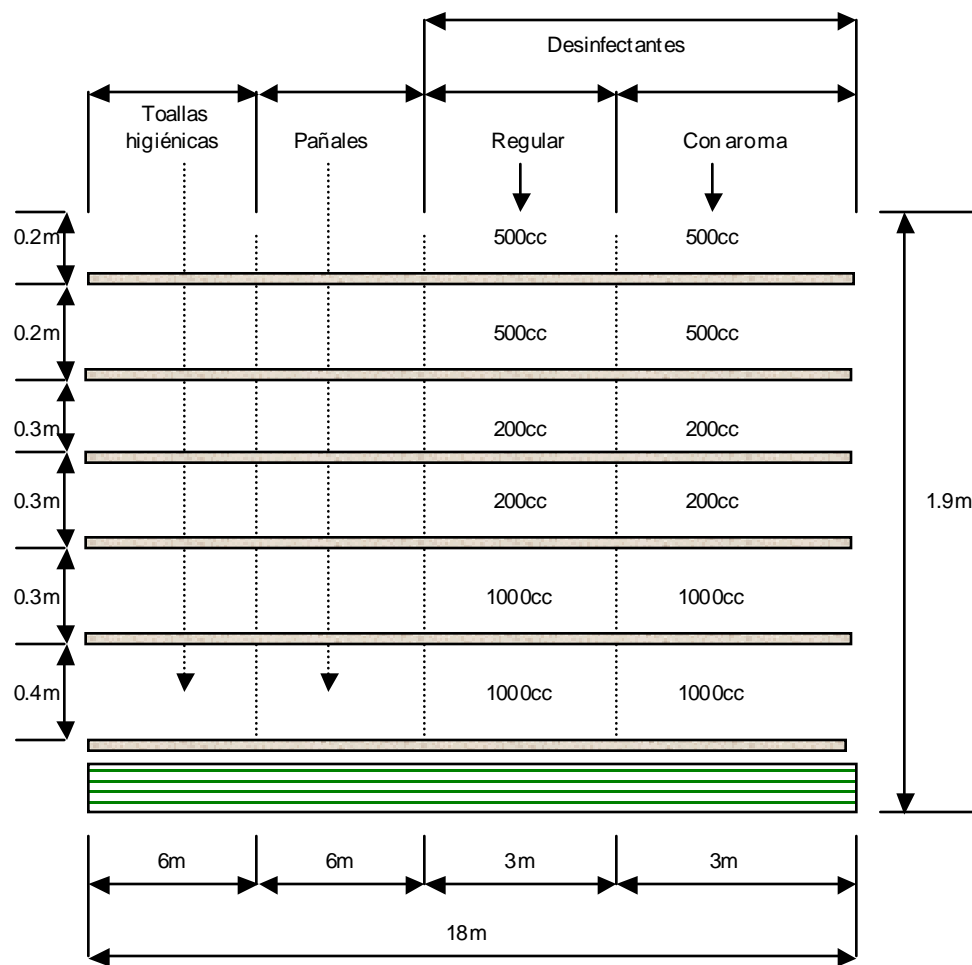 Desinfectantes
Toallas
higiénicas
Pañales
Regular
Con aroma
0.2m
500cc
500cc
0.2m
500cc
500cc
0.3m
200cc
200cc
0.3m
200cc
200cc
1.9m
0.3m
1000cc
1000cc
0.4m
1000cc
1000cc
6m
6m
3m
3m
18m